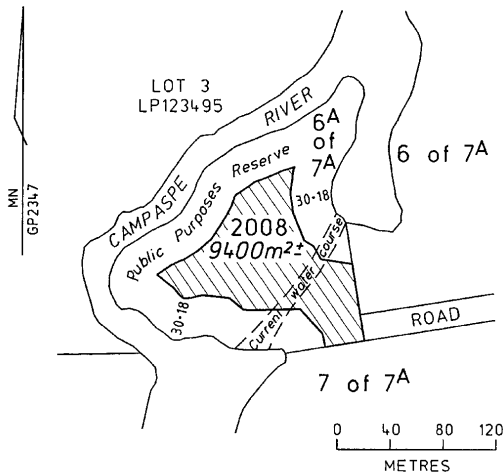 LOT 3
LP123495
CAMPASPE RIVER
Public Purposes Reserve
6A
of
7A
6 of 7A
30·18
2008
9400m²±
Current water course
30·18
ROAD
7 of 7A
MN
GP2347
0 40 80 120
METRES